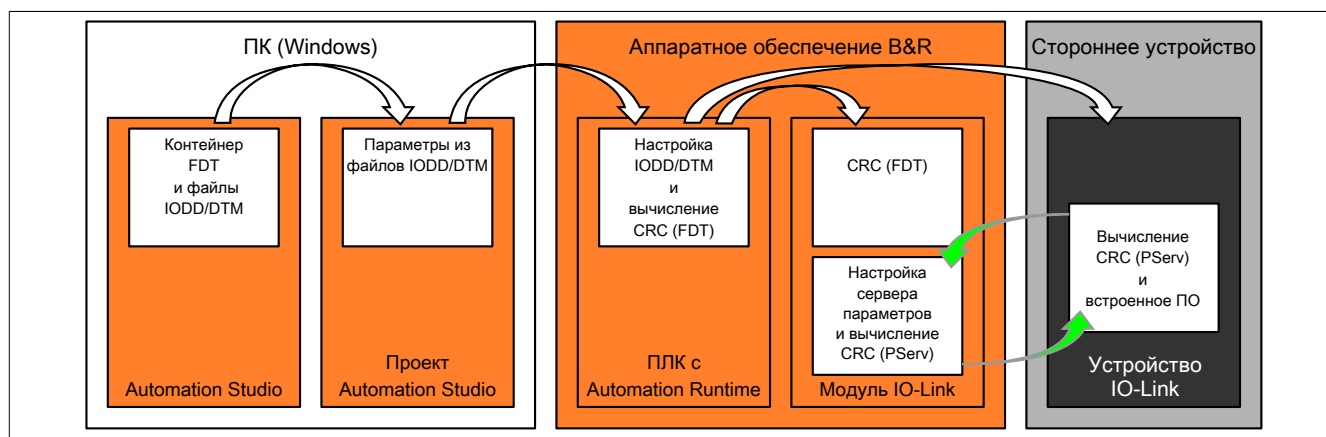 ПК (Windows)
Контейнер
FDT
и файлы
IODD/DTM
Automation Studio
Параметры из
файлов IODD/DTM
Проект
Automation Studio
Аппаратное обеспечение B&R
Настройка
IODD/DTM
и
вычисление
CRC (FDT)
ПЛК с
Automation Runtime
CRC (FDT)
Настройка
сервера
параметров
и вычисление
CRC (PServ)
Модуль IO-Link
Стороннее устройство
Вычисление
CRC (PServ)
и
встроенное ПО
Устройство
IO-Link